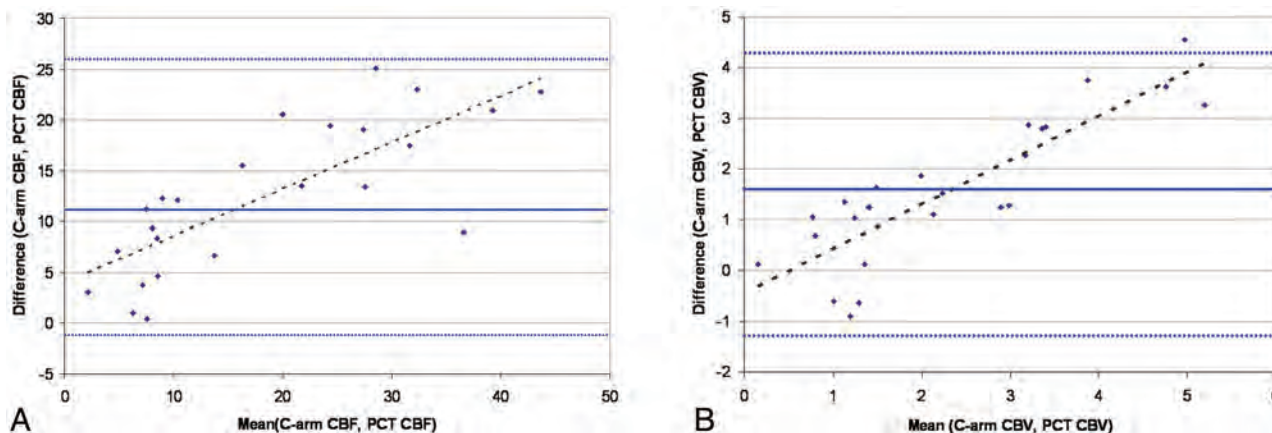 30
25
20
15
10
5
0
-5
0 10 20 30 40 50
Difference (C-arm CBF, PCT CBF)
Mean(C-arm CBF, PCT CBF)
A
5
4
3
2
1
0
-1
-2
0 1 2 3 4 5
Difference (C-arm CBV, PCT CBV)
Mean (C-arm CBV, PCT CBV)
B